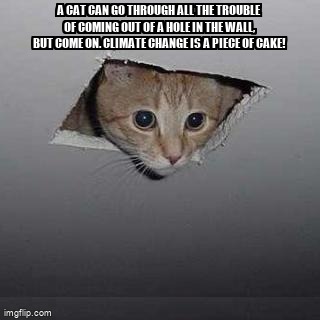 A CAT CAN GO THROUGH ALL THE TROUBLE
OF COMING OUT OF A HOLE IN THE WALL,
BUT COME ON. CLIMATE CHANGE IS A PIECE OF CAKE!
imgflip.com